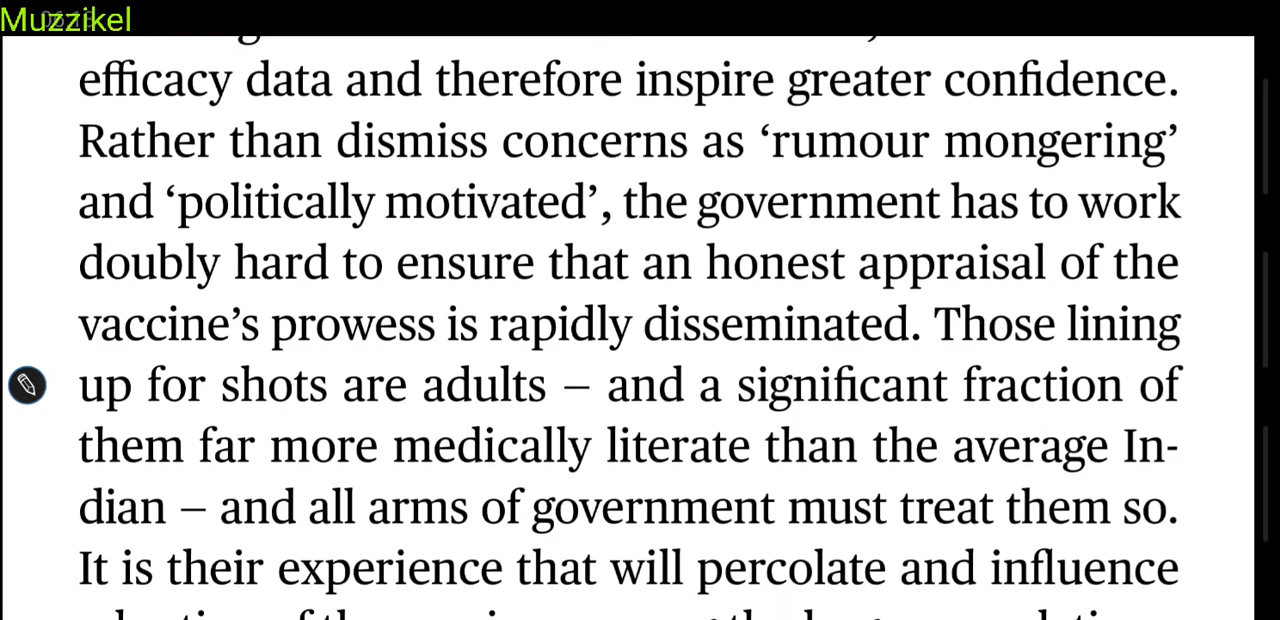 Muzzikel
efficacy data and therefore inspire greater confidence.
Rather than dismiss concerns as ‘rumour mongering’
and ‘politically motivated’, the government has to work
doubly hard to ensure that an honest appraisal of the
vaccine’s prowess is rapidly disseminated. Those lining
up for shots are adults – and a significant fraction of
them far more medically literate than the average In-
dian – and all arms of government must treat them so.
It is their experience that will percolate and influence